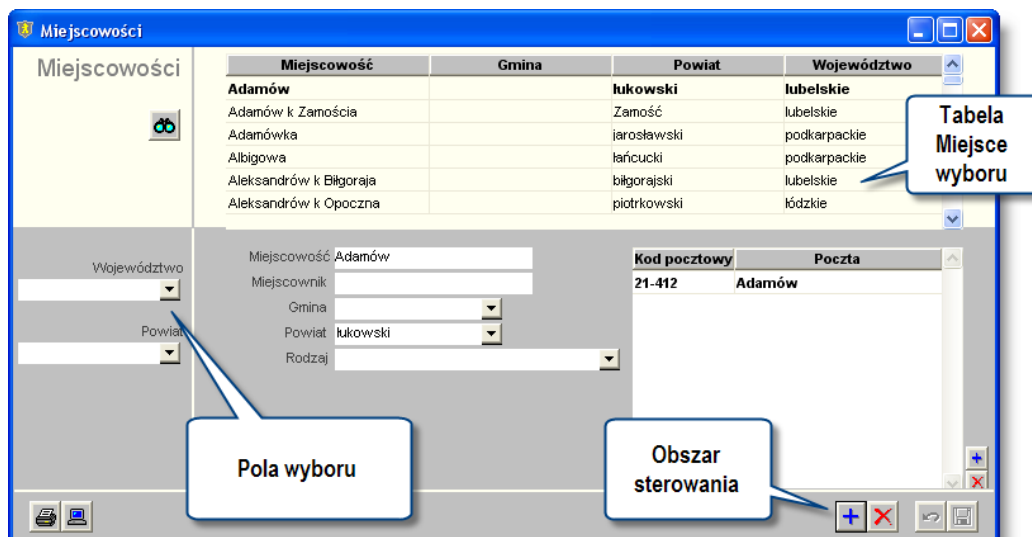 Miejscowości
Miejscowości
Miejscowość Gmina Powiat Województwo
Adamów łukowski lubelskie
Adamów k Zamościa Zamość lubelskie
Adamówka jarosławski podkarpackie
Albigowa łańcucki podkarpackie
Aleksandrów k Biłgoraja biłgorajski lubelskie
Aleksandrów k Opoczna piotrkowski łódzkie
Tabela
Miejsce
wyboru
Województwo
Powiat
Miejscowość Adamów
Miejscownik
Gmina
Powiat łukowski
Rodzaj
Kod pocztowy Poczta
21-412 Adamów
Pola wyboru
Obszar
sterowania